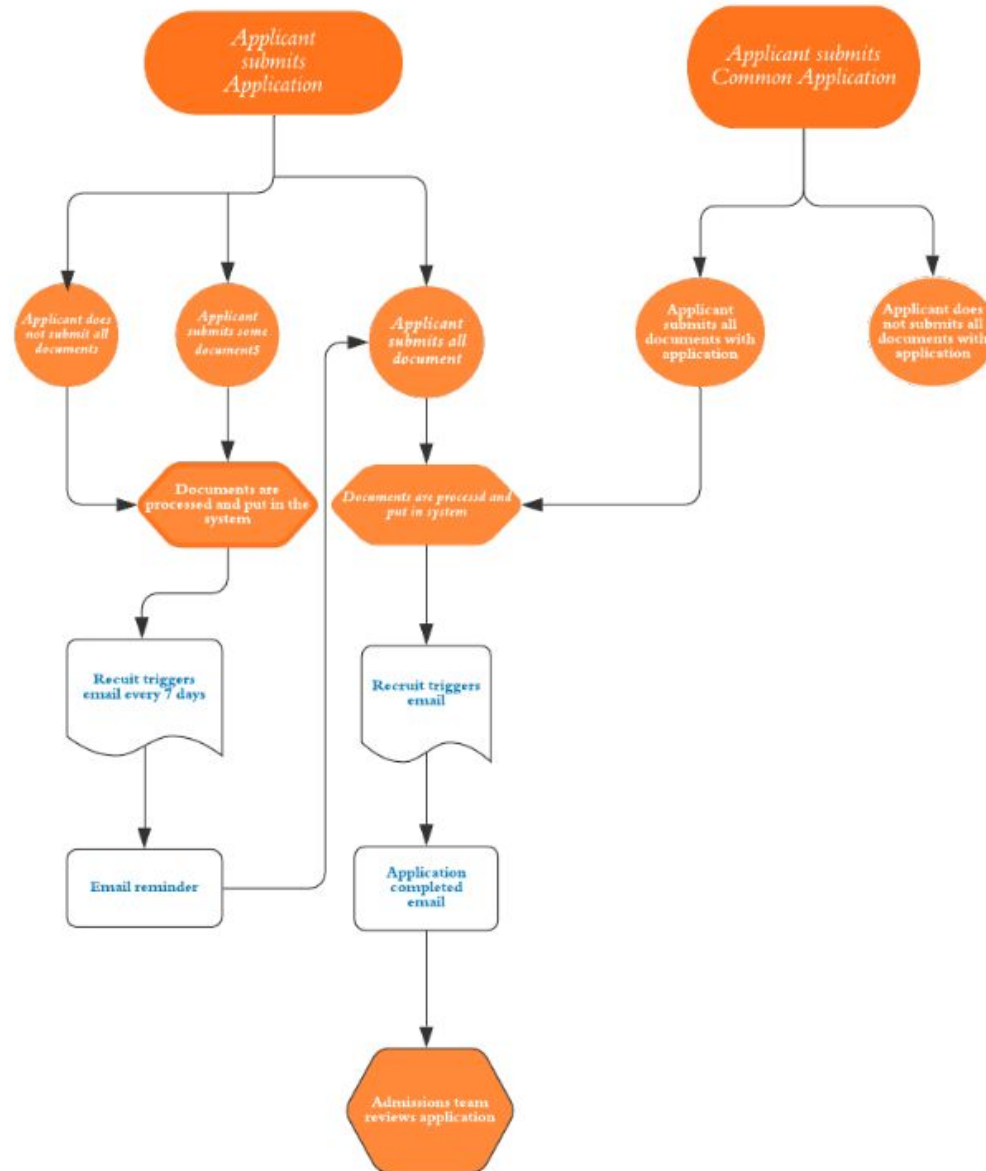 Applicant
submits
Application
Applicant submits
Common Application
Applicant does
not submit all
documents
Applicant
submits some
documents
Applicant
submits all
document
Applicant
submits all
documents with
application
Applicant does
not submits all
documents with
application
Documents are
processed and put in the
system
Documents are processd and
put in system
Recuit triggers
email every 7 days
Recruit triggers
email
Email reminder
Application
completed
email
Admissions team
reviews application